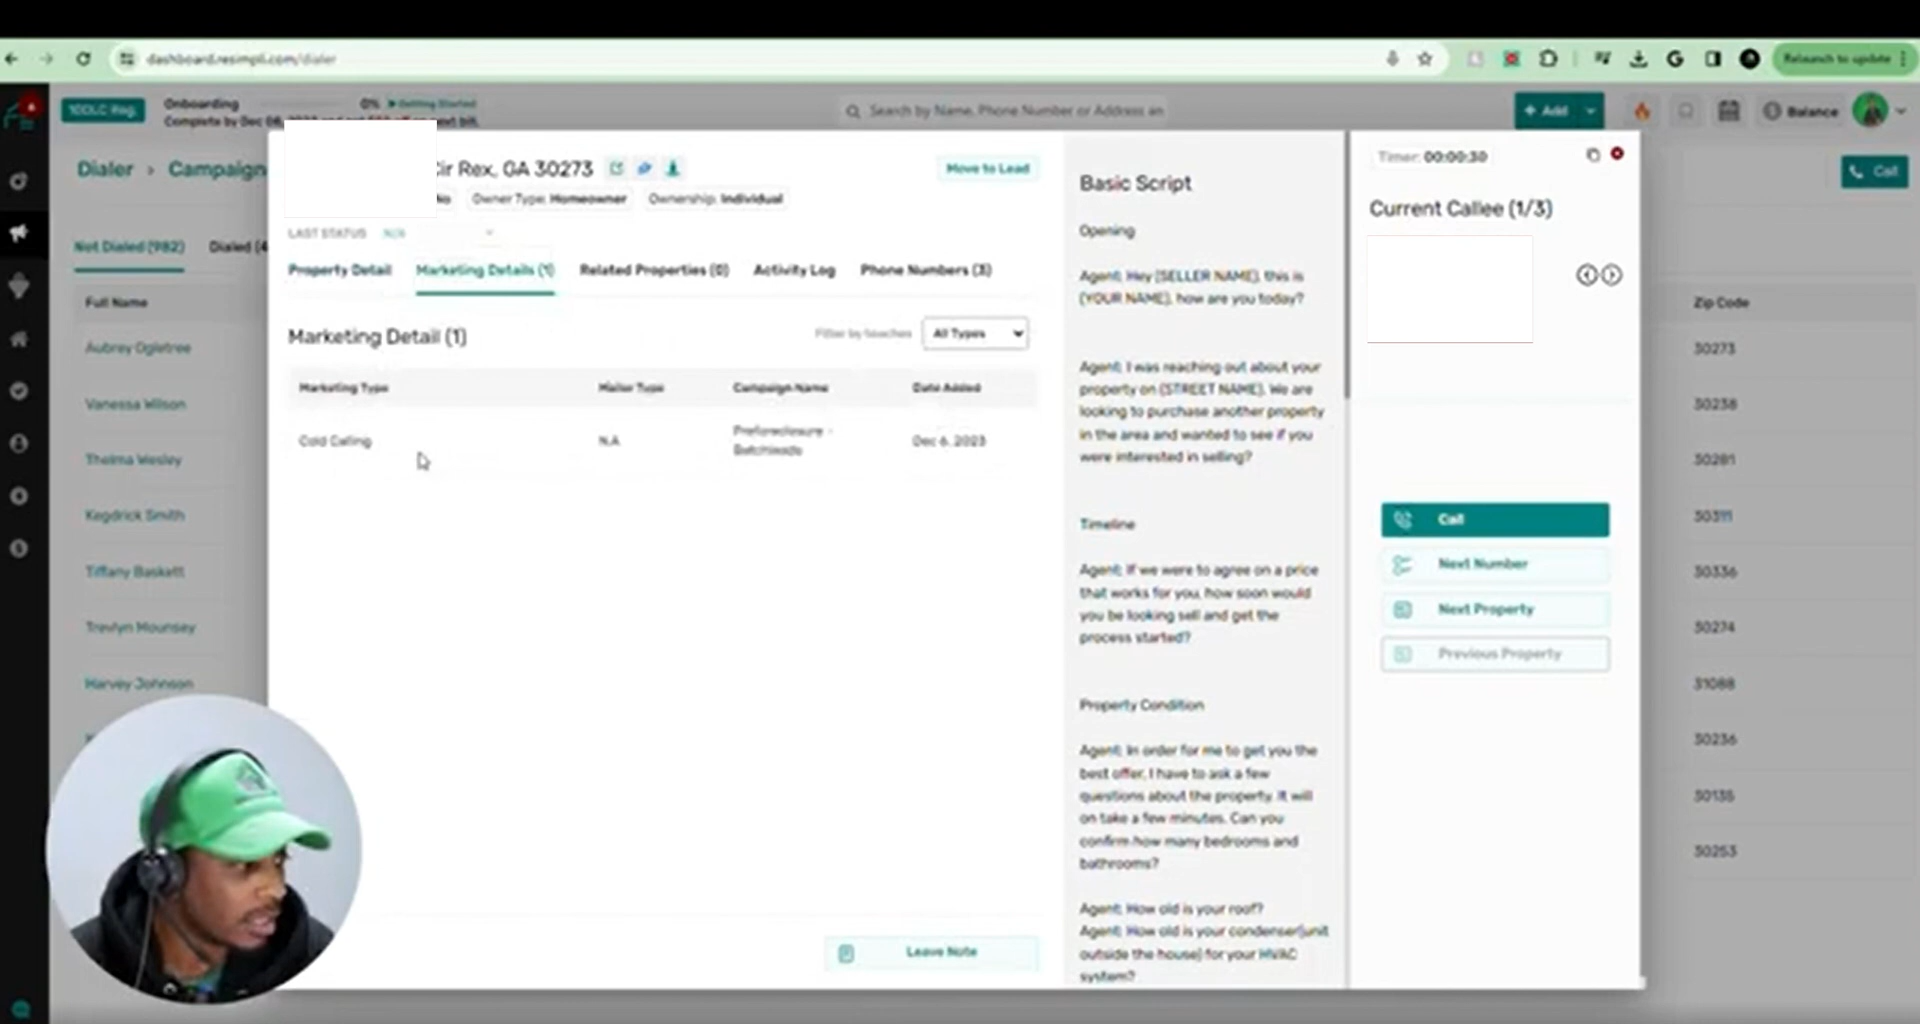 dashboard.resimpli.com/dialer
Relaunch to update
10DLC Reg.
Onboarding
0%
Getting Started
Complete by Dec 08,
next bill.
Search by Name, Phone Number or Address an
+ Add
Balance
Dialer > Campaign
Call
Not Dialed (982)
Dialed (4
Full Name
Zip Code
Aubrey Ogletree
30273
Vanessa Wilson
30238
Thelma Wesley
30281
Kegdrick Smith
30311
Tiffany Baskett
30336
Trevlyn Mounsey
30274
Harvey Johnson
31088
30236
30135
30253
Cir Rex, GA 30273
Move to Lead
No
Owner Type: Homeowner
Ownership: Individual
LAST STATUS
N/A
Property Detail
Marketing Details (1)
Related Properties (0)
Activity Log
Phone Numbers (3)
Marketing Detail (1)
Filter by touches
All Types
Marketing Type
Mailer Type
Campaign Name
Date Added
Cold Calling
N.A
Preforeclosure -
Batchleads
Dec 6, 2023
Leave Note
Basic Script
Opening
Agent: Hey [SELLER NAME], this is
[YOUR NAME], how are you today?
Agent: I was reaching out about your
property on [STREET NAME]. We are
looking to purchase another property
in the area and wanted to see if you
were interested in selling?
Timeline
Agent: If we were to agree on a price
that works for you, how soon would
you be looking sell and get the
process started?
Property Condition
Agent: In order for me to get you the
best offer, I have to ask a few
questions about the property. It will
on take a few minutes. Can you
confirm how many bedrooms and
bathrooms?
Agent: How old is your roof?
Agent: How old is your condenser(unit
outside the house) for your HVAC
system?
Timer: 00:00:30
Current Callee (1/3)
Call
Next Number
Next Property
Previous Property